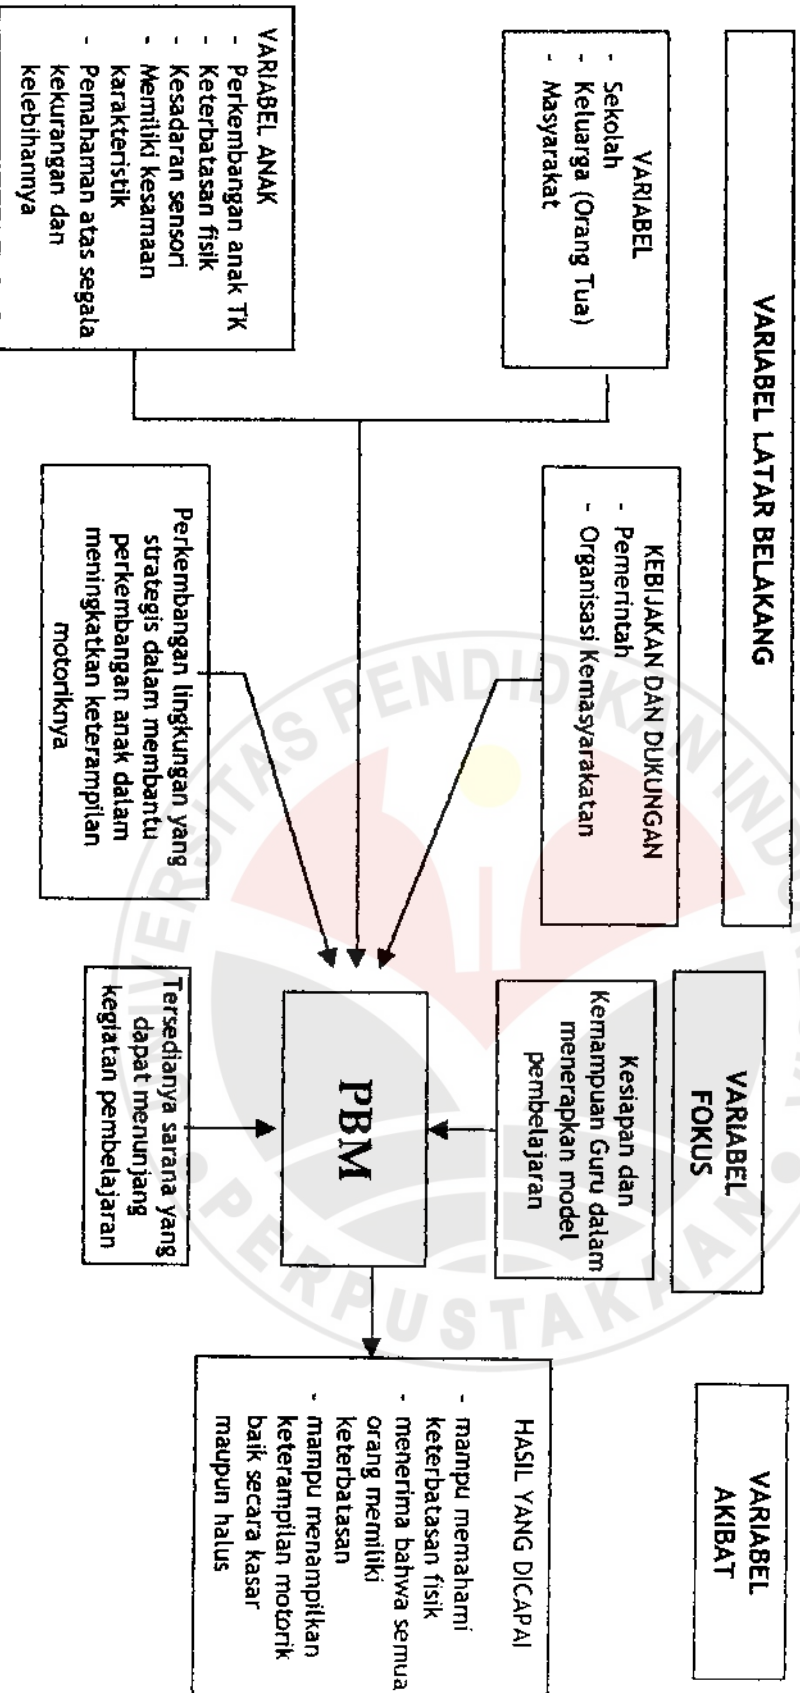 VARIABEL LATAR BELAKANG
VARIABEL
FOKUS
VARIABEL
AKIBAT
VARIABEL
- Sekolah
- Keluarga (Orang Tua)
- Masyarakat
KEBIJAKAN DAN DUKUNGAN
- Pemerintah
- Organisasi Kemasyarakatan
Kesiapan dan
Kemampuan Guru dalam
menerapkan model
pembelajaran
HASIL YANG DICAPAI
- mampu memahami
keterbatasan fisik
- menerima bahwa semua
orang memiliki
keterbatasan
- mampu menampilkan
keterampilan motorik
baik secara kasar
maupun halus
PBM
VARIABEL ANAK
- Perkembangan anak TK
- Keterbatasan fisik
- Kesadaran sensori
- Memiliki kesamaan
karakteristik
- Pemahaman atas segala
kekurangan dan
kelebihannya
Perkembangan lingkungan yang
strategis dalam membantu
perkembangan anak dalam
meningkatkan keterampilan
motoriknya
Tersedianya sarana yang
dapat menunjang
kegiatan pembelajaran
UNIVERSITAS PENDIDIKAN
PERPUSTAKAAN